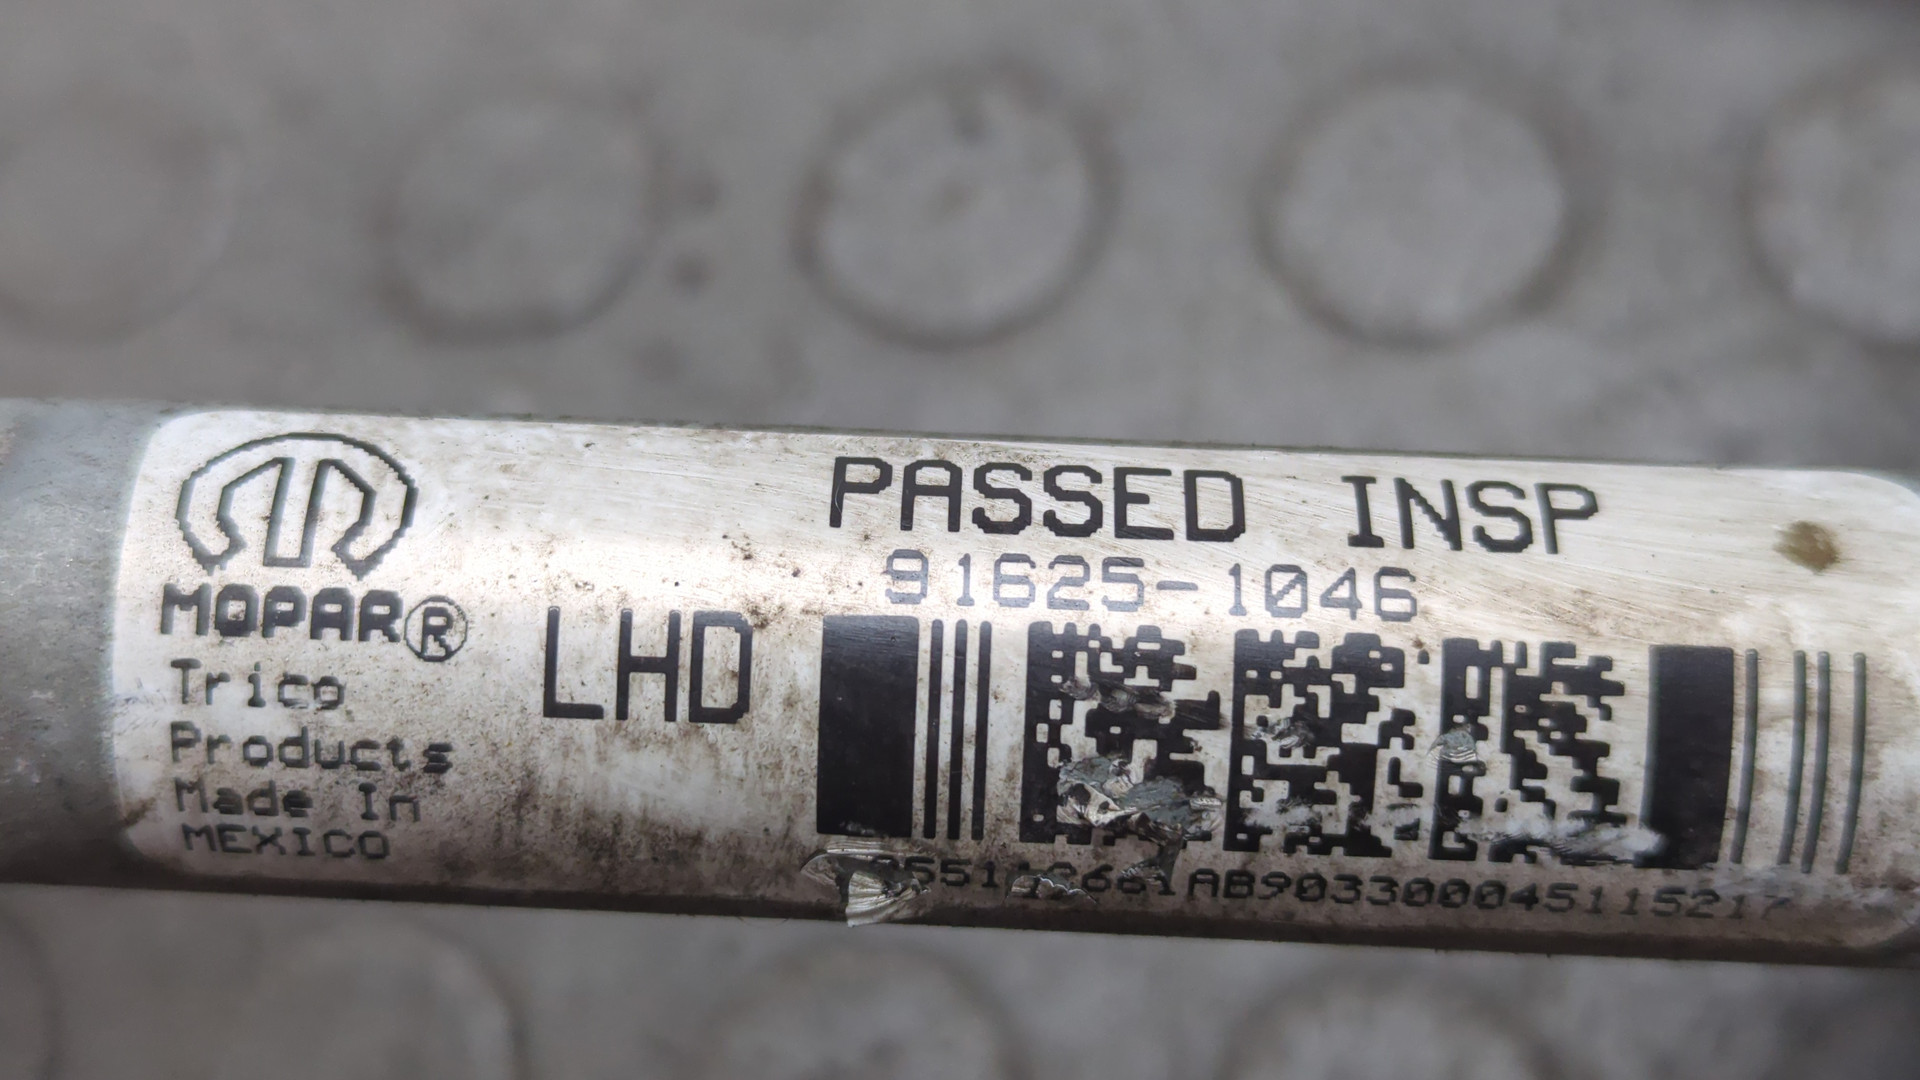 MOPAR®
Trico
Products
Made In
MEXICO
LHD
PASSED INSP
91625-1046